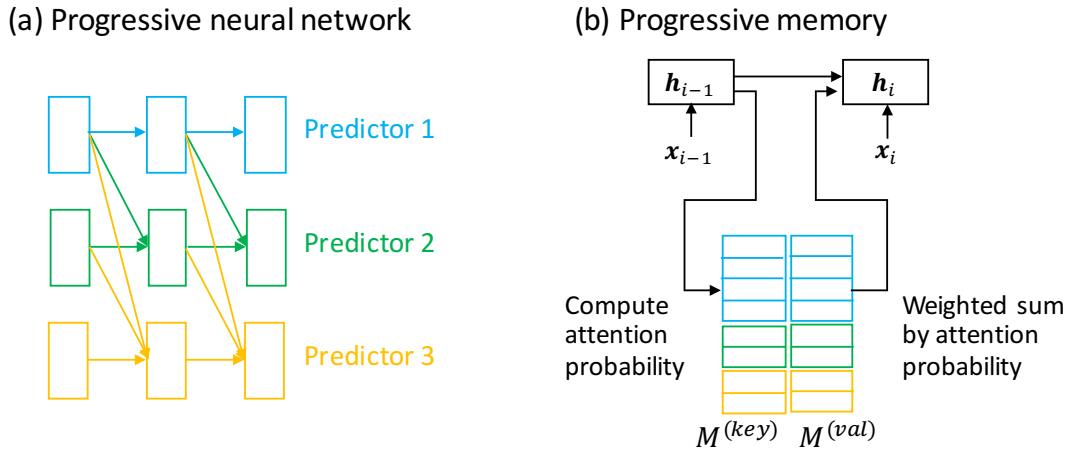 (a) Progressive neural network
Predictor 1
Predictor 2
Predictor 3
(b) Progressive memory
h_{i−1}
h_i
x_{i−1}
x_i
Compute
attention
probability
Weighted sum
by attention
probability
M^{(key)}
M^{(val)}